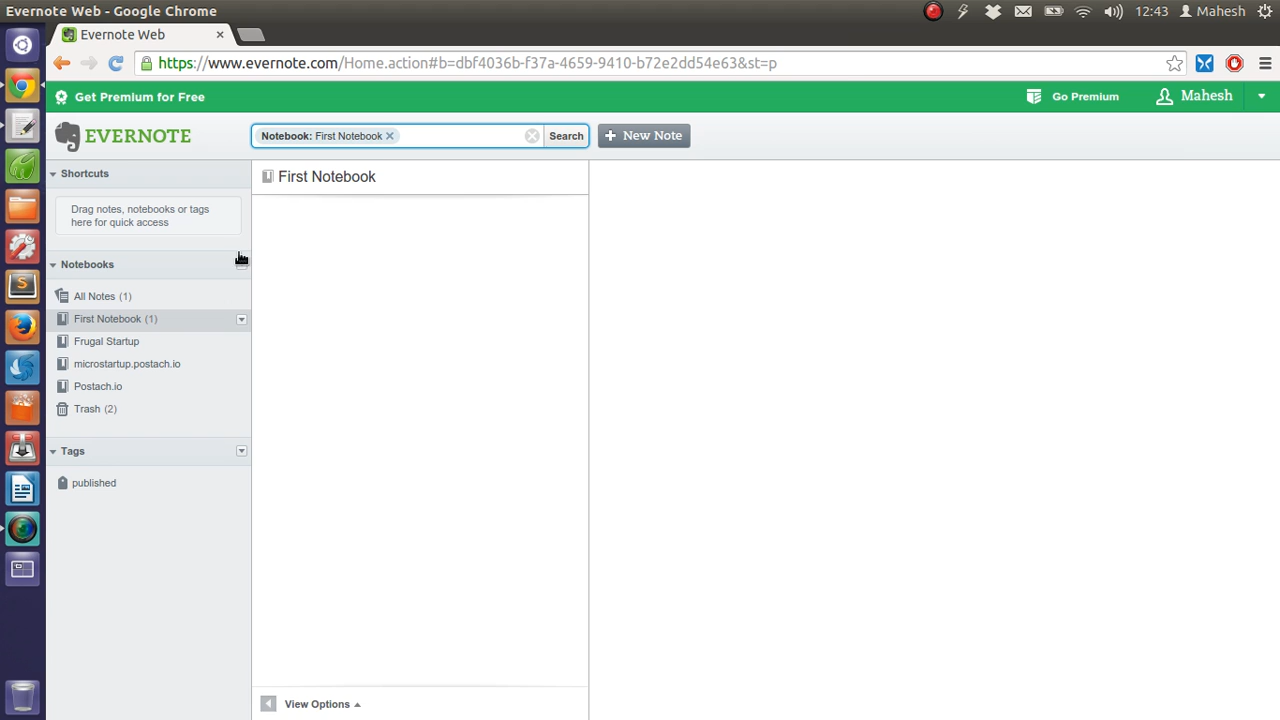 Evernote Web - Google Chrome
12:43 Mahesh
Evernote Web
https://www.evernote.com/Home.action#b=dbf4036b-f37a-4659-9410-b72e2dd54e63&st=p
Get Premium for Free
Go Premium
Mahesh
EVERNOTE
Notebook: First Notebook
Search
+ New Note
Shortcuts
Drag notes, notebooks or tags
here for quick access
Notebooks
All Notes (1)
First Notebook (1)
Frugal Startup
microstartup.postach.io
Postach.io
Trash (2)
Tags
published
First Notebook
View Options